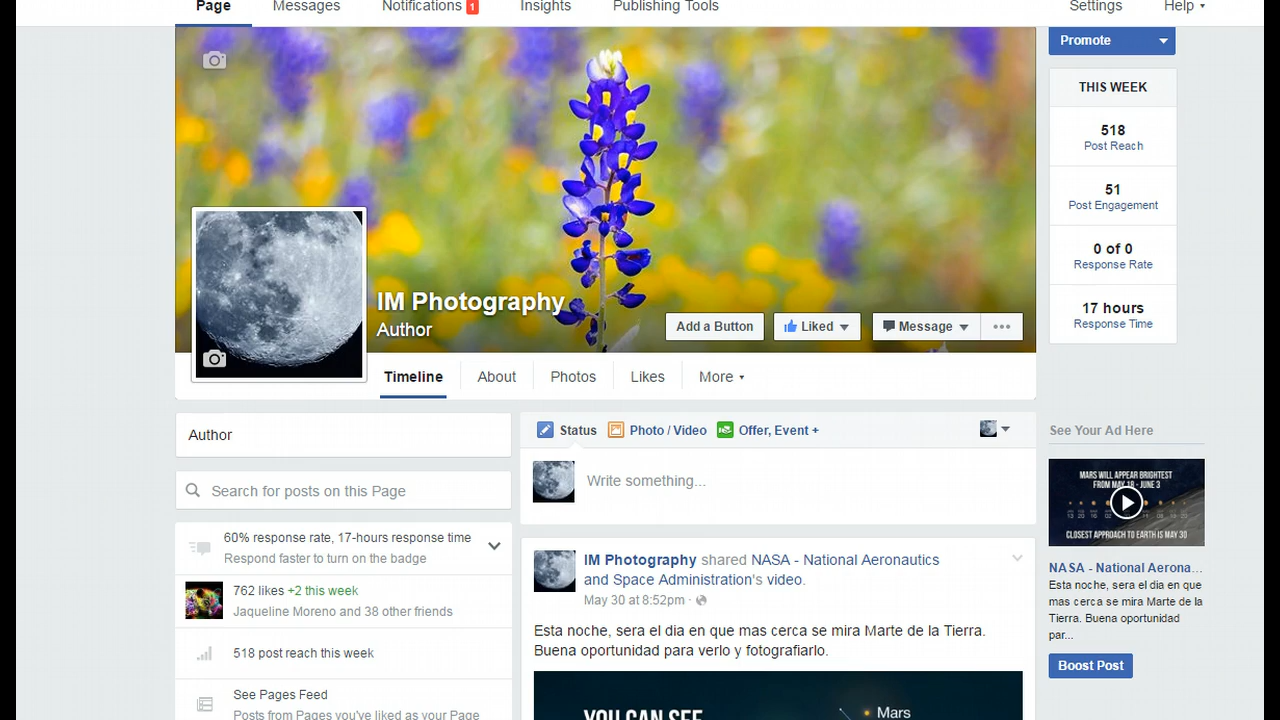 Page Messages Notifications 1 Insights Publishing Tools Settings Help
Promote
THIS WEEK
518
Post Reach
51
Post Engagement
0 of 0
Response Rate
17 hours
Response Time
IM Photography
Author
Add a Button Liked Message
Timeline About Photos Likes More
Author
Search for posts on this Page
60% response rate, 17-hours response time
Respond faster to turn on the badge
762 likes +2 this week
Jaqueline Moreno and 38 other friends
518 post reach this week
See Pages Feed
Posts from Pages you've liked as your Page
Status Photo / Video Offer, Event +
Write something...
IM Photography shared NASA - National Aeronautics
and Space Administration's video.
May 30 at 8:52pm ·
Esta noche, sera el dia en que mas cerca se mira Marte de la Tierra.
Buena oportunidad para verlo y fotografiarlo.
YOU CAN SEE
Mars
See Your Ad Here
MARS WILL APPEAR BRIGHTEST
FROM MAY 18 - JUNE 3
CLOSEST APPROACH TO EARTH IS MAY 30
NASA - National Aerona...
Esta noche, sera el dia en que
mas cerca se mira Marte de la
Tierra. Buena oportunidad
par...
Boost Post